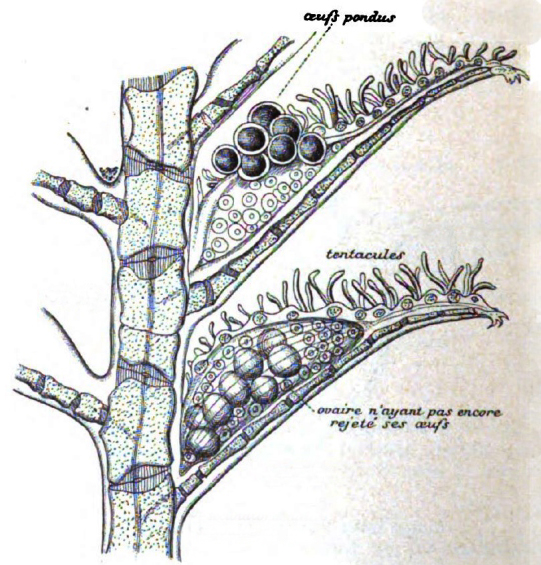 œufs pondus
tentacules
ovaire n'ayant pas encore
rejeté ses œufs